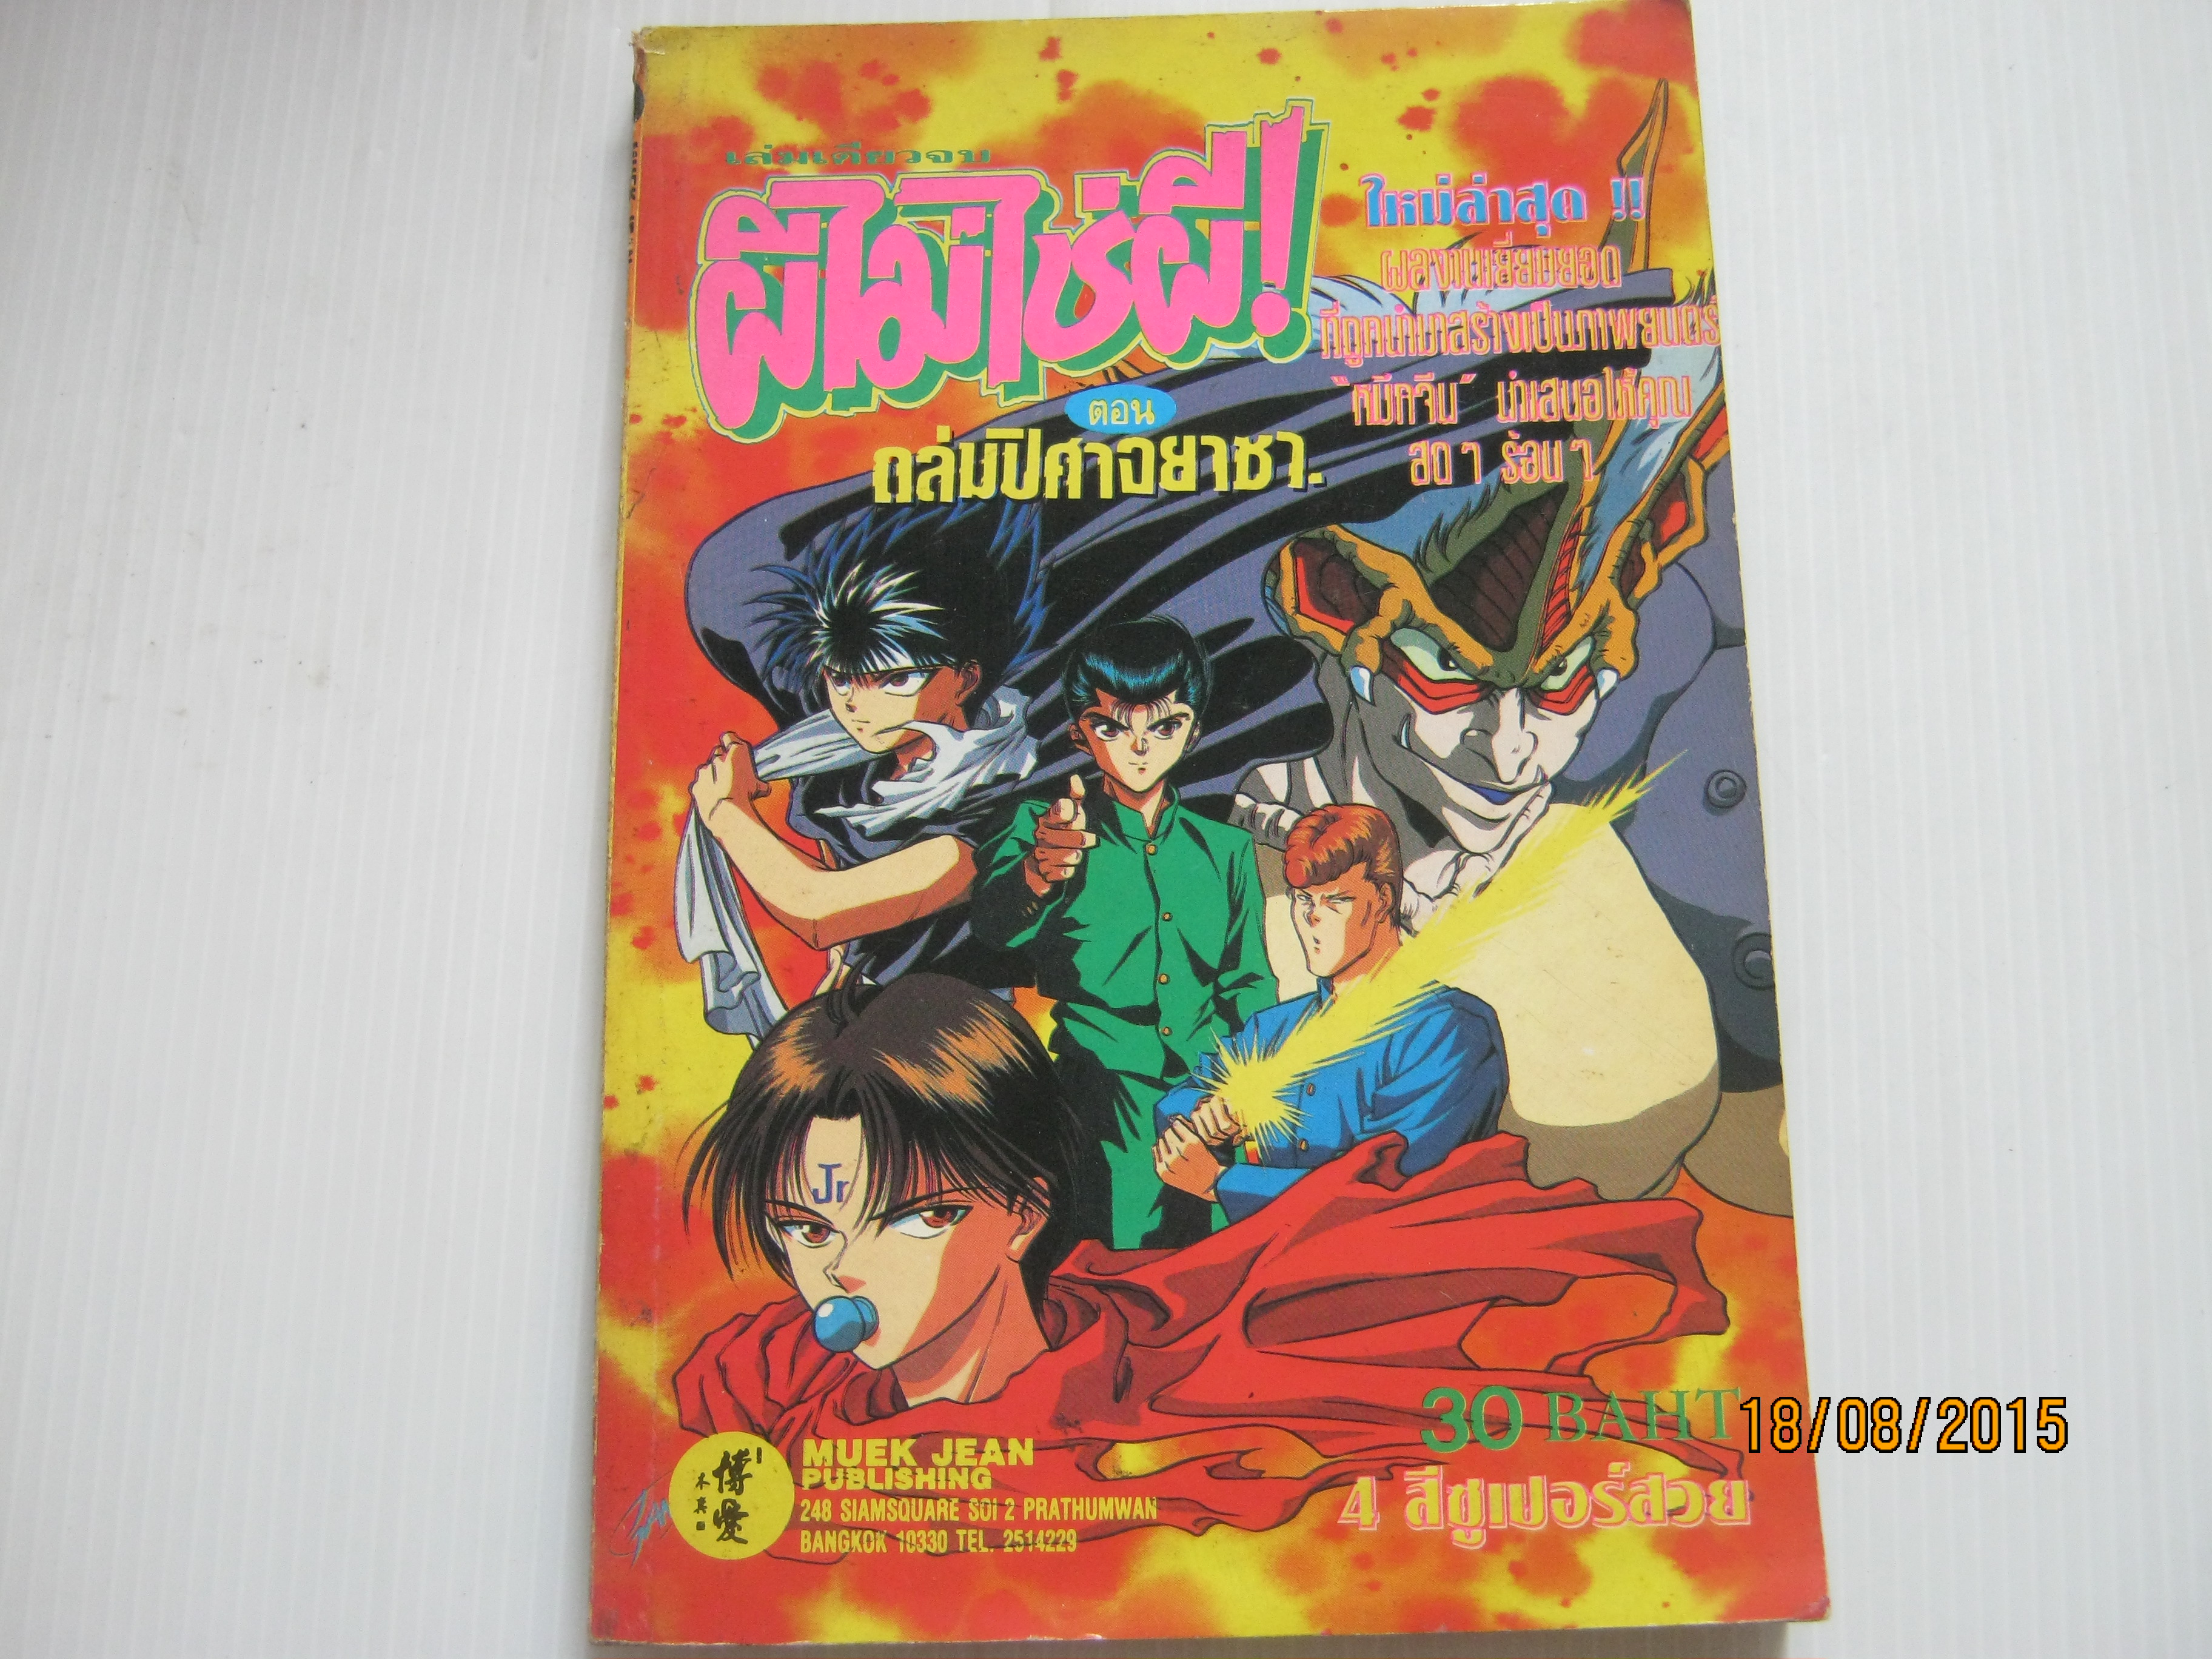 เล่มเดียวจบ
ผีไม่ใช่ผี!
ตอน
ถล่มปีศาจยาซา.
ใหม่ล่าสุด !!
ผลงานเยี่ยมยอด
ที่ถูกนำมาสร้างเป็นภาพยนตร์
"หมึกจีน" นำเสนอให้คุณ
สด ๆ ร้อน ๆ
Jr
30 BAHT
18/08/2015
4 สีซูเปอร์สวย
博愛
MUEK JEAN
PUBLISHING
248 SIAMSQUARE SOI 2 PRATHUMWAN
BANGKOK 10330 TEL. 2514229